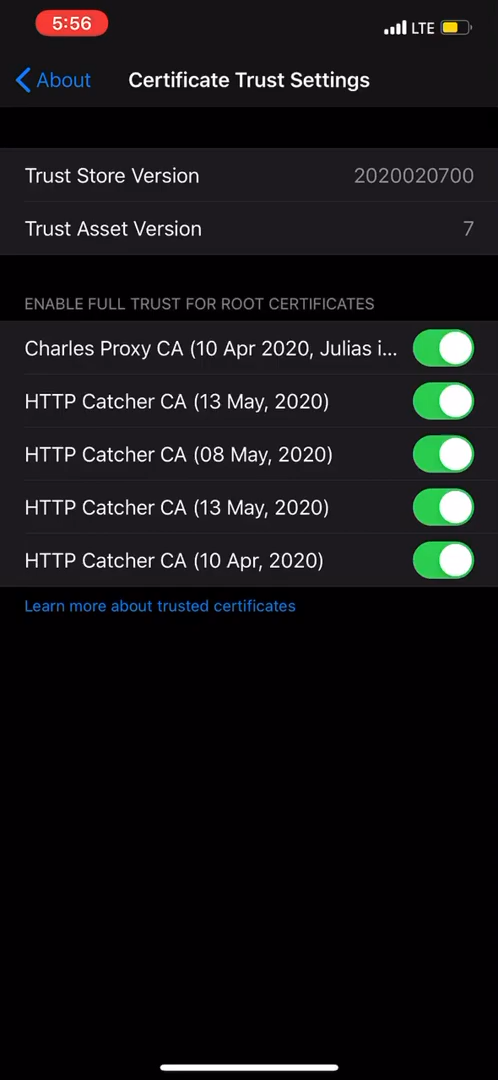 5:56
LTE
About
Certificate Trust Settings
Trust Store Version 2020020700
Trust Asset Version 7
ENABLE FULL TRUST FOR ROOT CERTIFICATES
Charles Proxy CA (10 Apr 2020, Julias i...
HTTP Catcher CA (13 May, 2020)
HTTP Catcher CA (08 May, 2020)
HTTP Catcher CA (13 May, 2020)
HTTP Catcher CA (10 Apr, 2020)
Learn more about trusted certificates